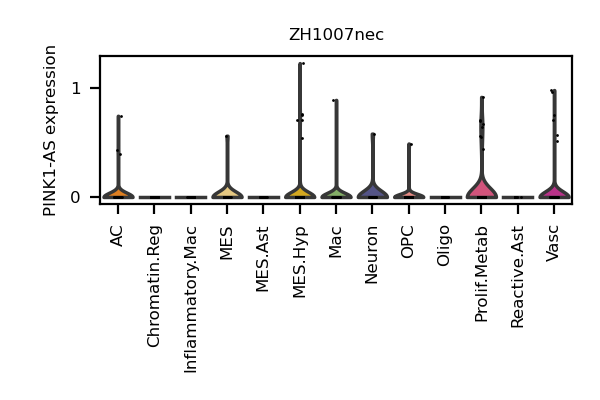 ZH1007nec
PINK1-AS expression
1
0
AC
Chromatin.Reg
Inflammatory.Mac
MES
MES.Ast
MES.Hyp
Mac
Neuron
OPC
Oligo
Prolif.Metab
Reactive.Ast
Vasc